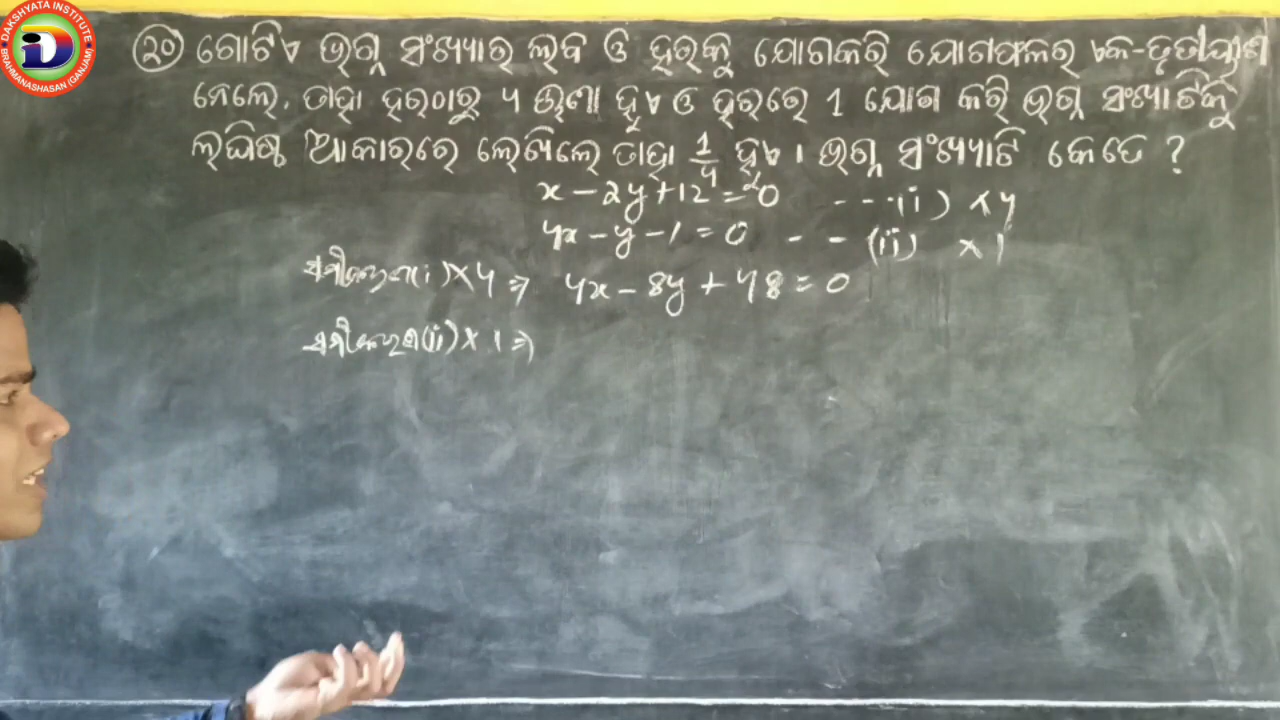 DAKSHYATA INSTITUTE
BRAHMANASHASAN (GANJAM)
(୨୦) ଗୋଟିଏ ଭଗ୍ନ ସଂଖ୍ୟାର ଲବ ଓ ହରକୁ ଯୋଗକରି ଯୋଗଫଳର ଏକ-ତୃତୀୟାଂଶ
ନେଲେ, ତାହା ହରଠାରୁ 4 ଊଣା ହୁଏ ଓ ହରରେ 1 ଯୋଗ କରି ଭଗ୍ନ ସଂଖ୍ୟାଟିକୁ
ଲଘିଷ୍ଠ ଆକାରରେ ଲେଖିଲେ ତାହା 1/4 ହୁଏ । ଭଗ୍ନ ସଂଖ୍ୟାଟି କେତେ ?
x - 2y + 12 = 0 - - - (i) × 4
4x - y - 1 = 0 - - (ii) × 1
ସମୀକରଣ (i) × 4 ⇒ 4x - 8y + 48 = 0
ସମୀକରଣ (ii) × 1 ⇒